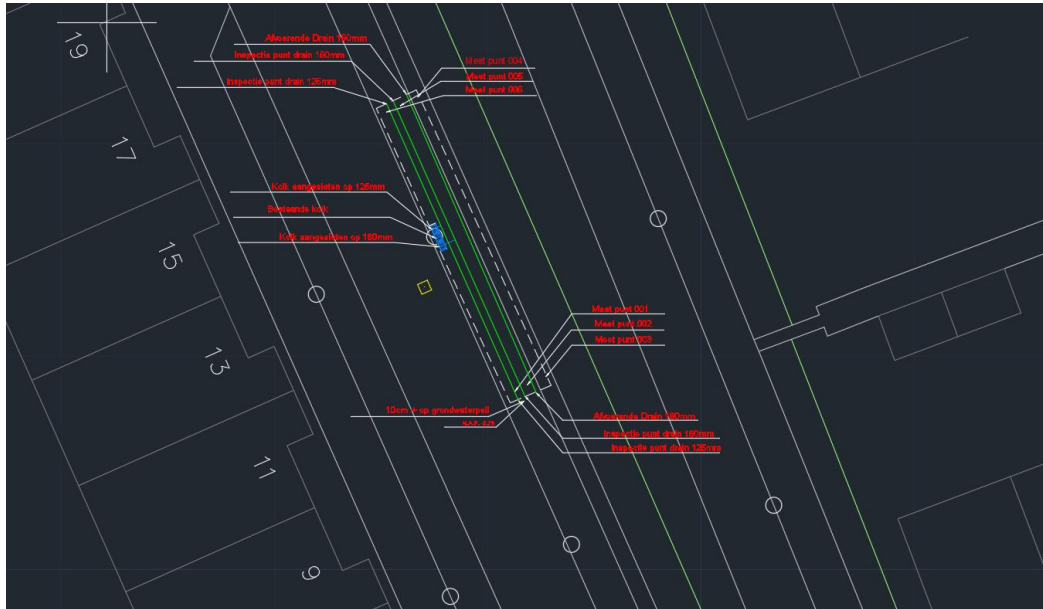 19
Afvoerende Drain 160mm
Inspectie punt drain 160mm
Inspectie punt drain 125mm
Meet punt 004
Meet punt 005
Meet punt 006
17
Kolk aangesloten op 125mm
Bestaande kolk
Kolk aangesloten op 160mm
15
Meet punt 001
Meet punt 002
Meet punt 003
13
10cm + op grondwaterpeil
Afvoerende Drain 160mm
Inspectie punt drain 160mm
Inspectie punt drain 125mm
11
9